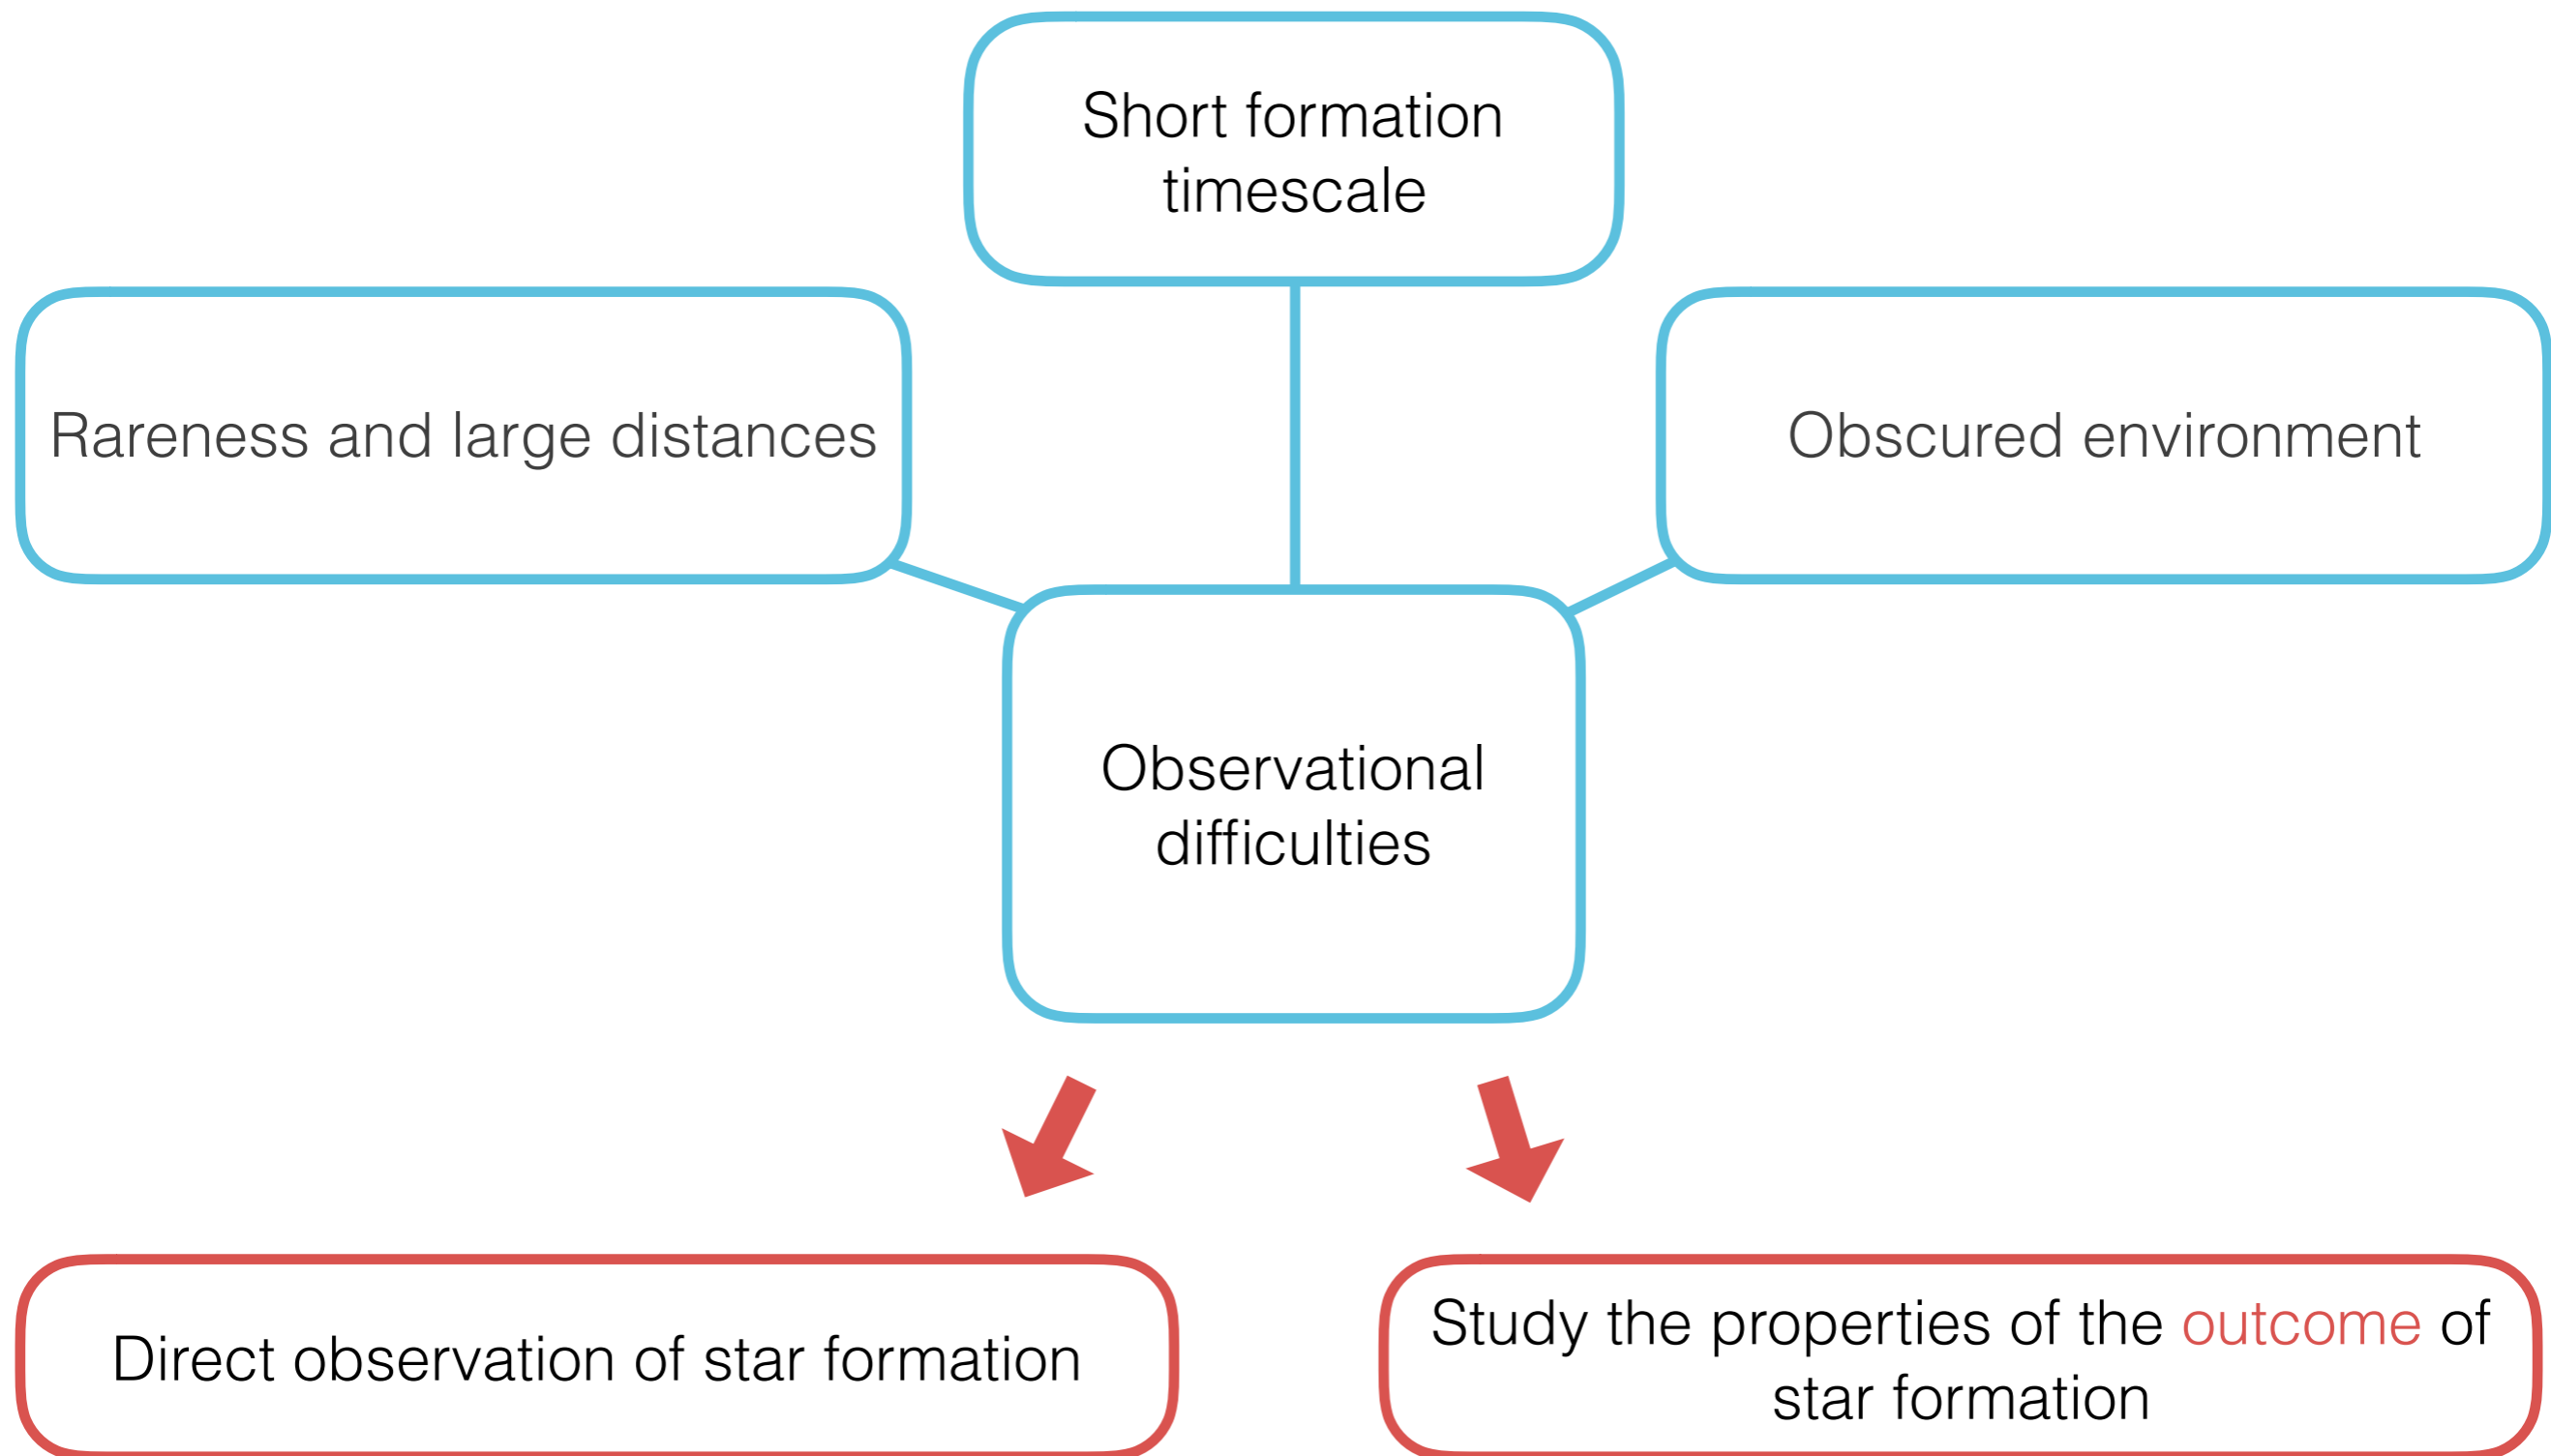 Short formation
timescale
Rareness and large distances
Obscured environment
Observational
difficulties
Direct observation of star formation
Study the properties of the outcome of
star formation